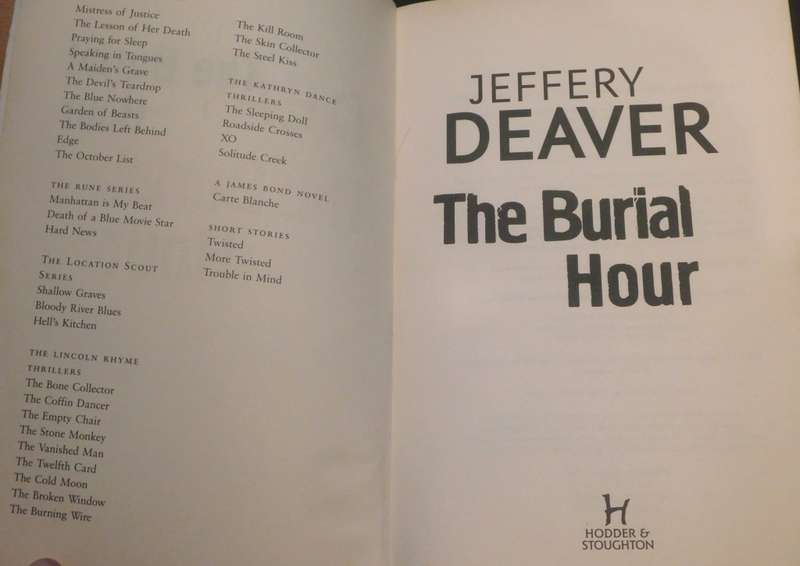 Mistress of Justice
The Lesson of Her Death
Praying for Sleep
Speaking in Tongues
A Maiden's Grave
The Devil's Teardrop
The Blue Nowhere
Garden of Beasts
The Bodies Left Behind
Edge
The October List
THE RUNE SERIES
Manhattan is My Beat
Death of a Blue Movie Star
Hard News
THE LOCATION SCOUT
SERIES
Shallow Graves
Bloody River Blues
Hell's Kitchen
THE LINCOLN RHYME
THRILLERS
The Bone Collector
The Coffin Dancer
The Empty Chair
The Stone Monkey
The Vanished Man
The Twelfth Card
The Cold Moon
The Broken Window
The Burning Wire
The Kill Room
The Skin Collector
The Steel Kiss
THE KATHRYN DANCE
THRILLERS
The Sleeping Doll
Roadside Crosses
XO
Solitude Creek
A JAMES BOND NOVEL
Carte Blanche
SHORT STORIES
Twisted
More Twisted
Trouble in Mind
JEFFERY
DEAVER
The Burial
Hour
H
HODDER &
STOUGHTON